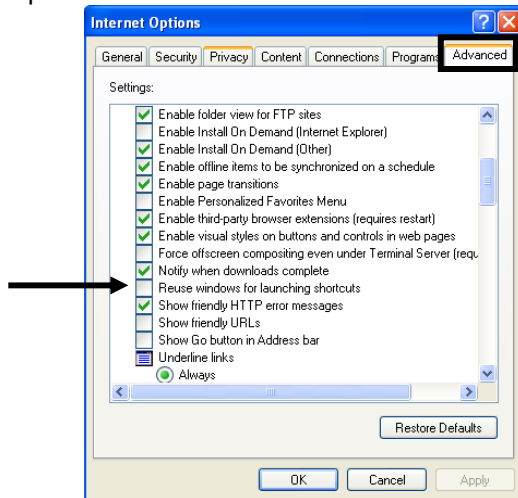 Internet Options
General Security Privacy Content Connections Programs Advanced
Settings:
Enable folder view for FTP sites
Enable Install On Demand (Internet Explorer)
Enable Install On Demand (Other)
Enable offline items to be synchronized on a schedule
Enable page transitions
Enable Personalized Favorites Menu
Enable third-party browser extensions (requires restart)
Enable visual styles on buttons and controls in web pages
Force offscreen compositing even under Terminal Server (requ
Notify when downloads complete
Reuse windows for launching shortcuts
Show friendly HTTP error messages
Show friendly URLs
Show Go button in Address bar
Underline links
Always
Restore Defaults
OK Cancel Apply